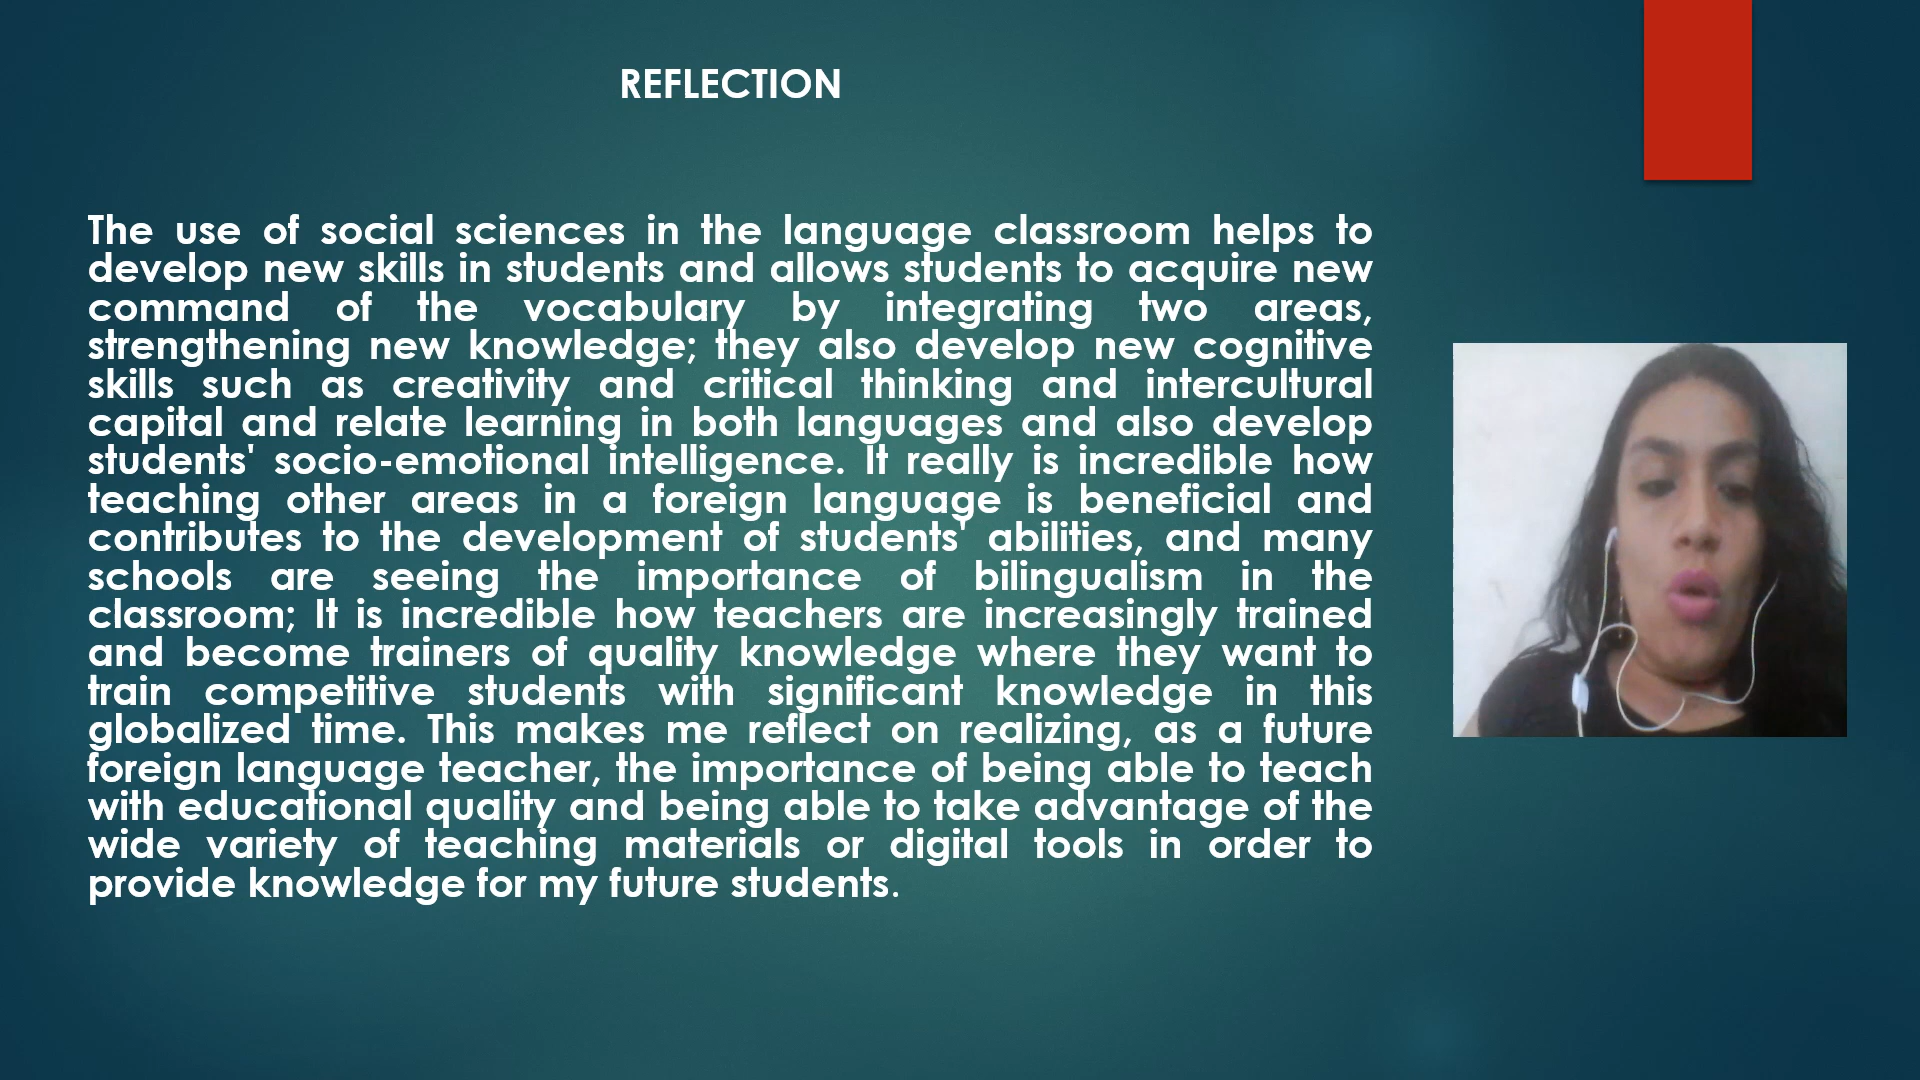 REFLECTION
The use of social sciences in the language classroom helps to
develop new skills in students and allows students to acquire new
command of the vocabulary by integrating two areas,
strengthening new knowledge; they also develop new cognitive
skills such as creativity and critical thinking and intercultural
capital and relate learning in both languages and also develop
students' socio-emotional intelligence. It really is incredible how
teaching other areas in a foreign language is beneficial and
contributes to the development of students' abilities, and many
schools are seeing the importance of bilingualism in the
classroom; It is incredible how teachers are increasingly trained
and become trainers of quality knowledge where they want to
train competitive students with significant knowledge in this
globalized time. This makes me reflect on realizing, as a future
foreign language teacher, the importance of being able to teach
with educational quality and being able to take advantage of the
wide variety of teaching materials or digital tools in order to
provide knowledge for my future students.